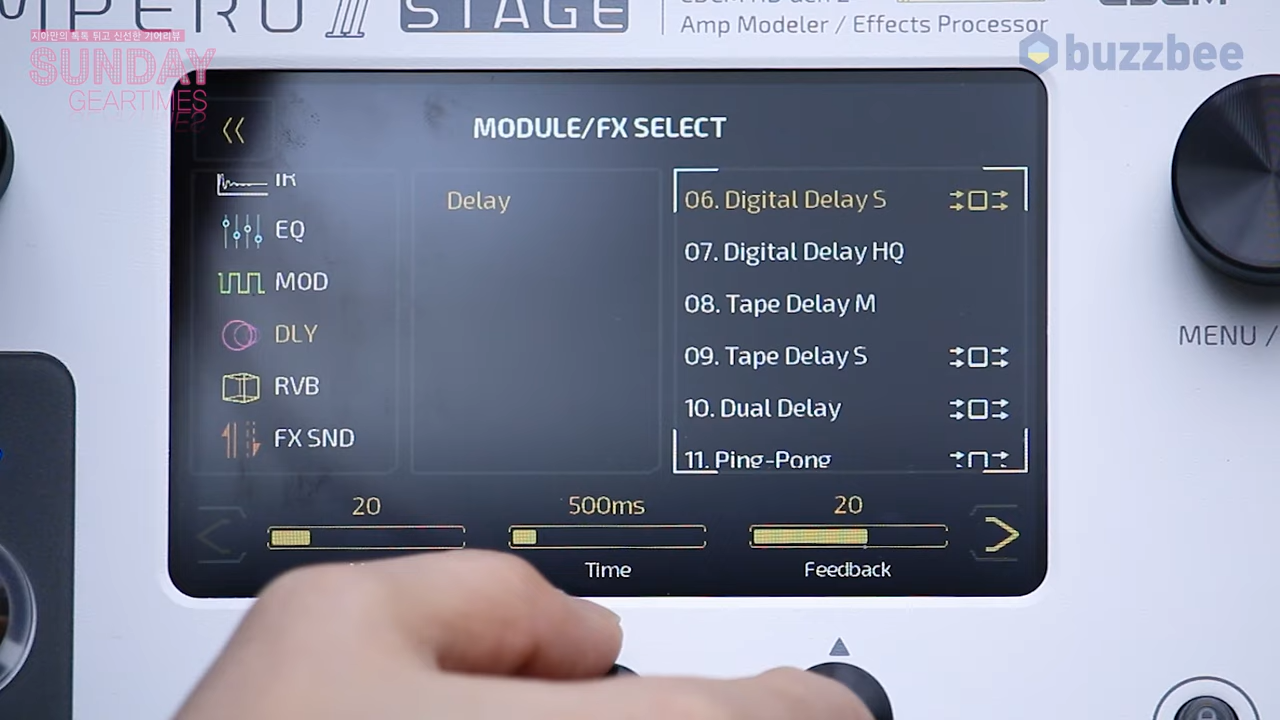 MPERO II STAGE
Amp Modeler / Effects Processor
지아만의 톡톡 튀고 신선한 기어리뷰
SUNDAY
GEARTIMES
buzzbee
MODULE/FX SELECT
IR
EQ
MOD
DLY
RVB
FX SND
Delay
06. Digital Delay S
07. Digital Delay HQ
08. Tape Delay M
09. Tape Delay S
10. Dual Delay
11. Ping-Pong
20
500ms
20
Time
Feedback
MENU /